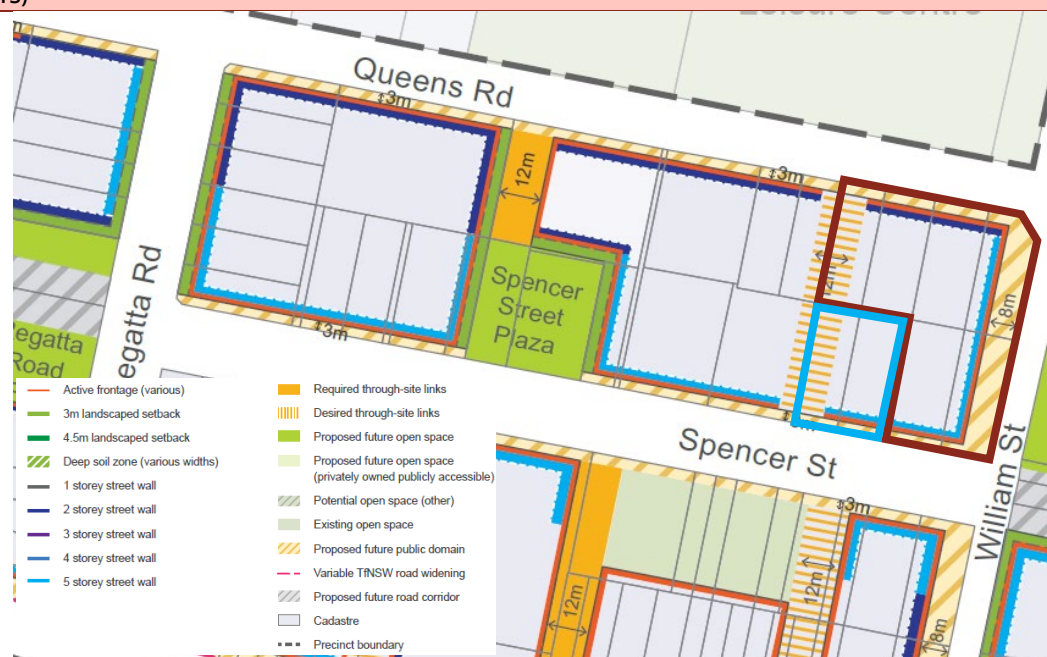 Queens Rd
3m
12m
3m
12m
8m
Spencer
Street
Plaza
egatta Rd
egatta
Road
3m
Spencer St
William St
3m
12m
12m
8m
Active frontage (various)
3m landscaped setback
4.5m landscaped setback
Deep soil zone (various widths)
1 storey street wall
2 storey street wall
3 storey street wall
4 storey street wall
5 storey street wall
Required through-site links
Desired through-site links
Proposed future open space
Proposed future open space
(privately owned publicly accessible)
Potential open space (other)
Existing open space
Proposed future public domain
Variable TfNSW road widening
Proposed future road corridor
Cadastre
Precinct boundary